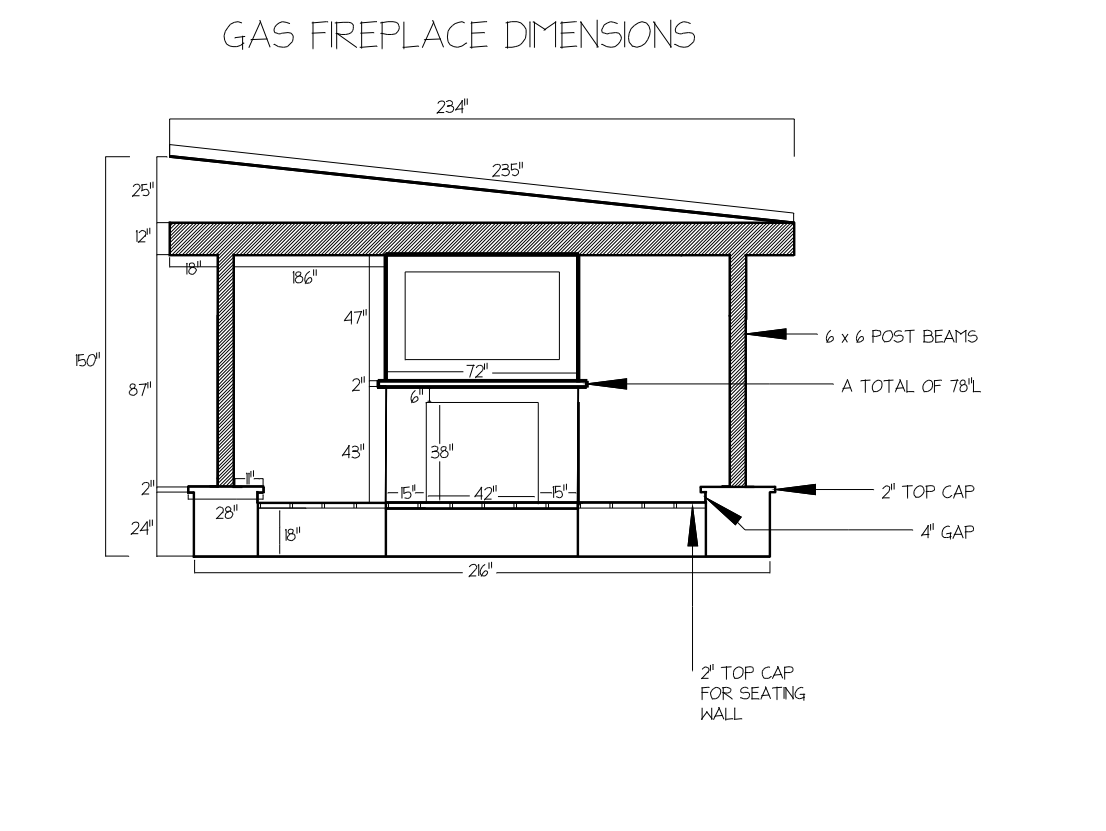 GAS FIREPLACE DIMENSIONS
234"
235"
25"
12"
18"
186"
47"
6 x 6 POST BEAMS
150"
72"
2"
A TOTAL OF 78"L
87"
6"
43"
38"
1"
2"
15"
42"
15"
2" TOP CAP
28"
24"
18"
4" GAP
216"
2" TOP CAP
FOR SEATING
WALL